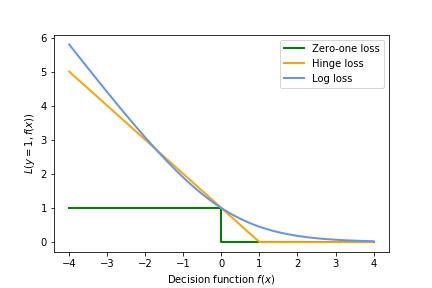 6
5
4
3
2
1
0
−4 −3 −2 −1 0 1 2 3 4
L(y = 1, f(x))
Decision function f(x)
Zero-one loss
Hinge loss
Log loss